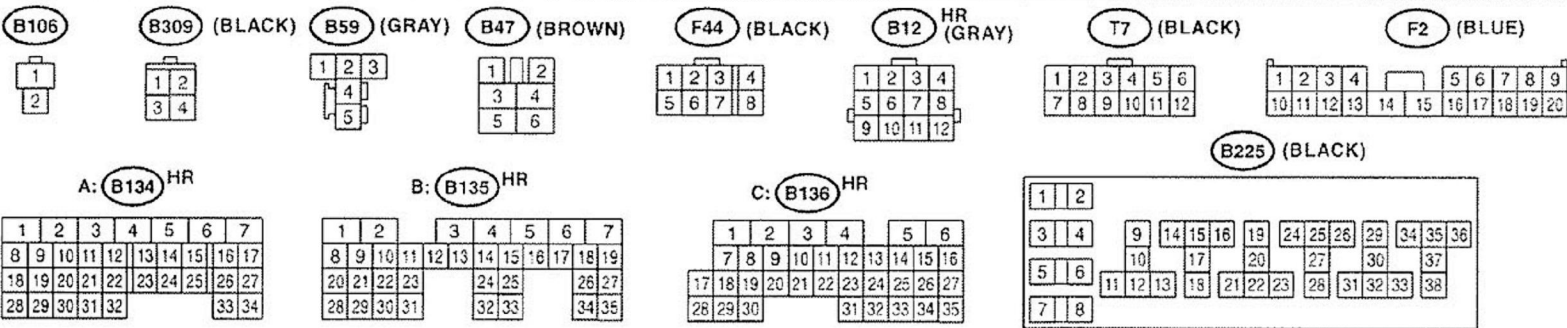 B106 B309 (BLACK) B59 (GRAY) B47 (BROWN) F44 (BLACK) B12 HR (GRAY) T7 (BLACK) F2 (BLUE)
1
2
1 2
3 4
1 2 3
4
5
1 2
3 4
5 6
1 2 3 4
5 6 7 8
1 2 3 4
5 6 7 8
9 10 11 12
1 2 3 4 5 6
7 8 9 10 11 12
1 2 3 4 5 6 7 8 9
10 11 12 13 14 15 16 17 18 19 20
A: B134 HR
1 2 3 4 5 6 7
8 9 10 11 12 13 14 15 16 17
18 19 20 21 22 23 24 25 26 27
28 29 30 31 32 33 34
B: B135 HR
1 2 3 4 5 6 7
8 9 10 11 12 13 14 15 16 17 18 19
20 21 22 23 24 25 26 27
28 29 30 31 32 33 34 35
C: B136 HR
1 2 3 4 5 6
7 8 9 10 11 12 13 14 15 16
17 18 19 20 21 22 23 24 25 26 27
28 29 30 31 32 33 34 35
B225 (BLACK)
1 2
3 4 9 14 15 16 19 24 25 26 29 34 35 36
10 17 20 27 30 37
5 6 11 12 13 18 21 22 23 28 31 32 33 38
7 8